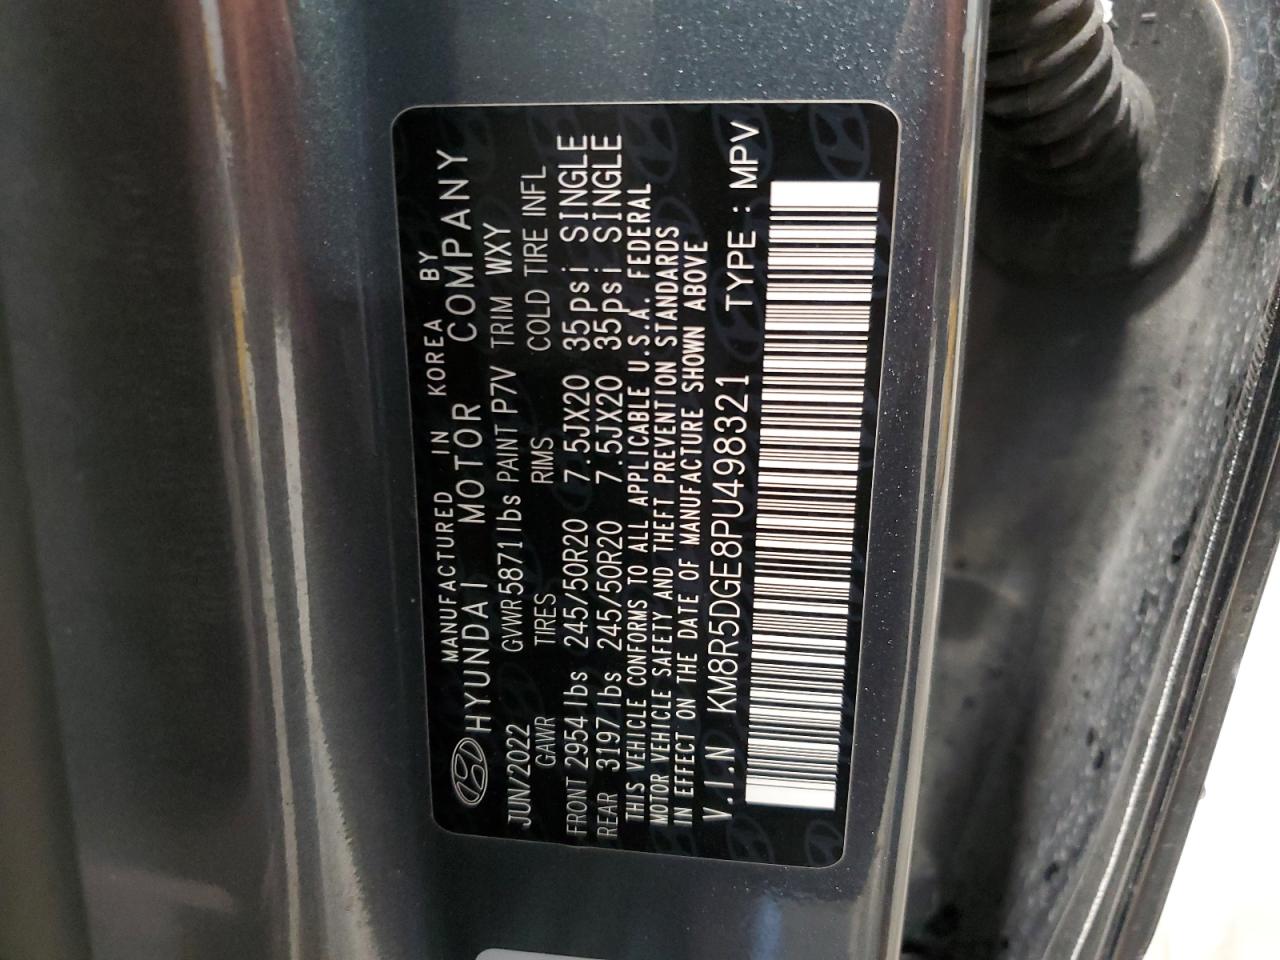 MANUFACTURED IN KOREA BY
HYUNDAI MOTOR COMPANY
JUN/2022 GVWR5871lbs PAINT P7V TRIM WXY
GAWR TIRES RIMS COLD TIRE INFL
FRONT 2954 lbs 245/50R20 7.5JX20 35psi SINGLE
REAR 3197 lbs 245/50R20 7.5JX20 35psi SINGLE
THIS VEHICLE CONFORMS TO ALL APPLICABLE U.S.A. FEDERAL
MOTOR VEHICLE SAFETY AND THEFT PREVENTION STANDARDS
IN EFFECT ON THE DATE OF MANUFACTURE SHOWN ABOVE
V.I.N KM8R5DGE8PU498321 TYPE : MPV